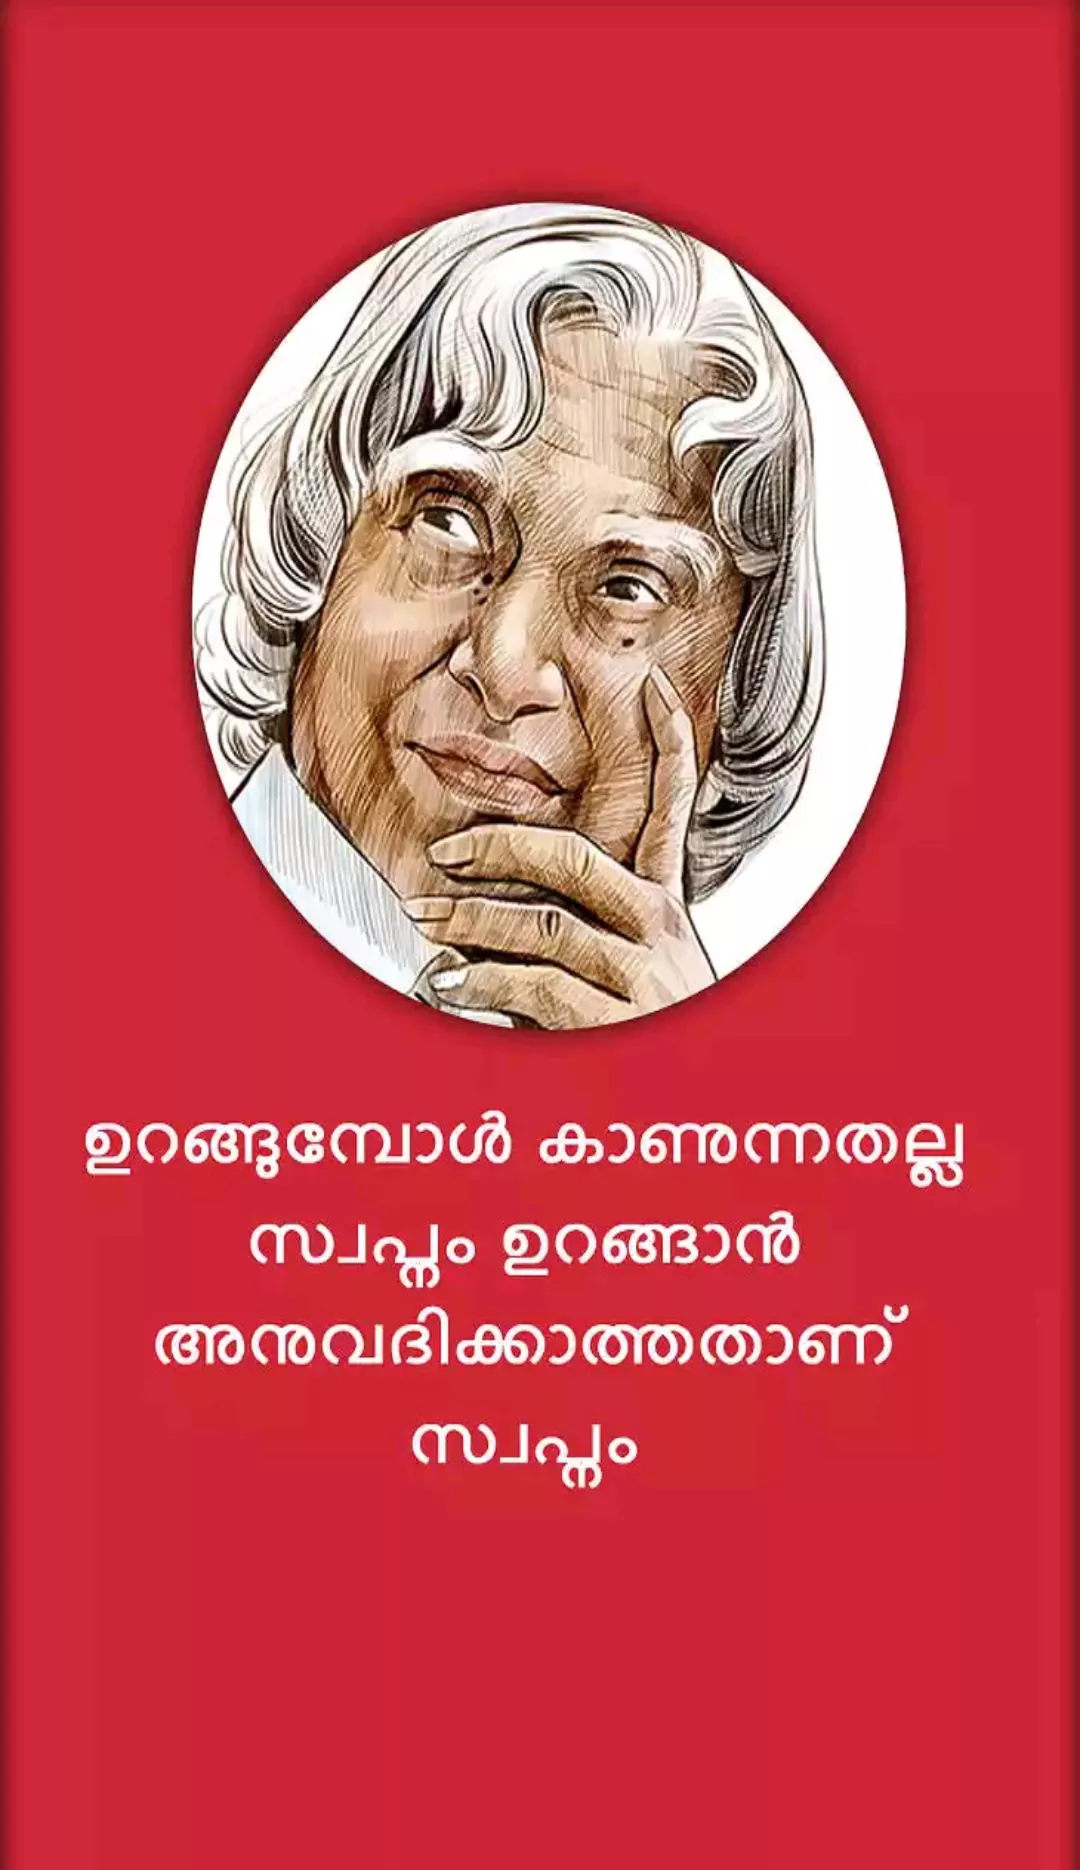 ഉറങ്ങുമ്പോൾ കാണുന്നതല്ല
സ്വപ്നം ഉറങ്ങാൻ
അനുവദിക്കാത്തതാണ്
സ്വപ്നം